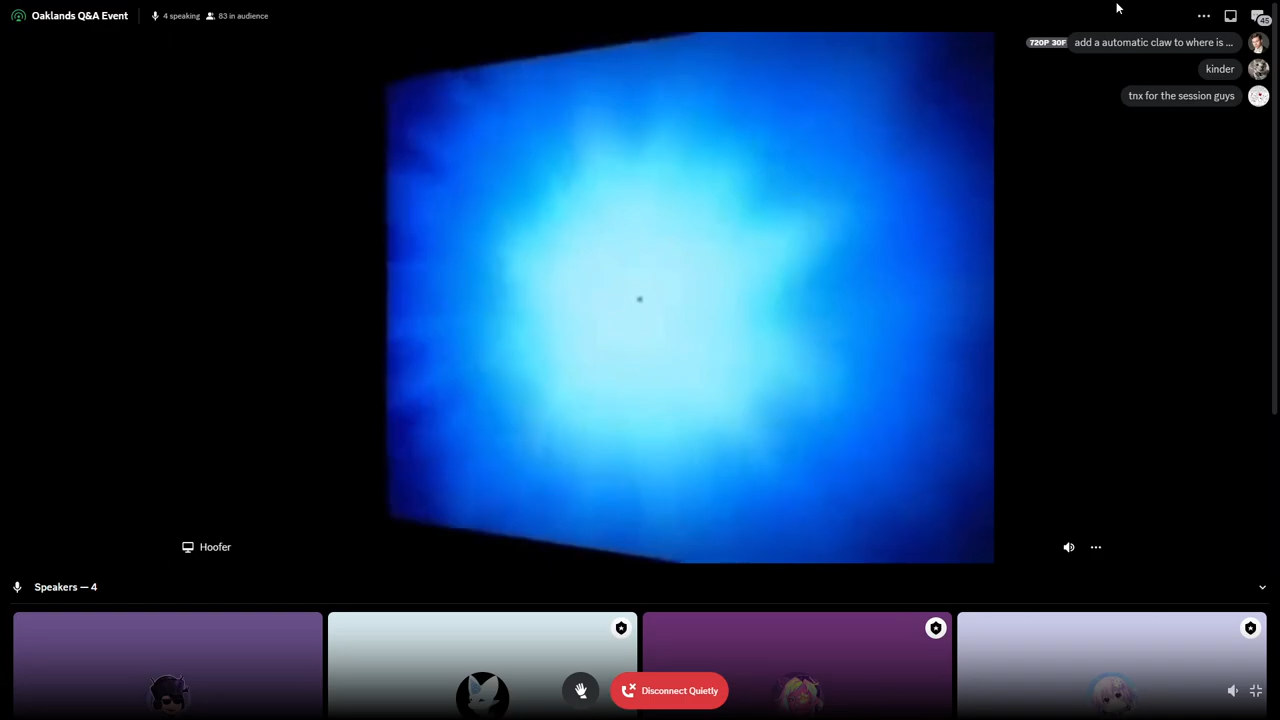 Oaklands Q&A Event
4 speaking
83 in audience
45
720P 30F
add a automatic claw to where is ...
kinder
tnx for the session guys
Hoofer
Speakers — 4
Disconnect Quietly